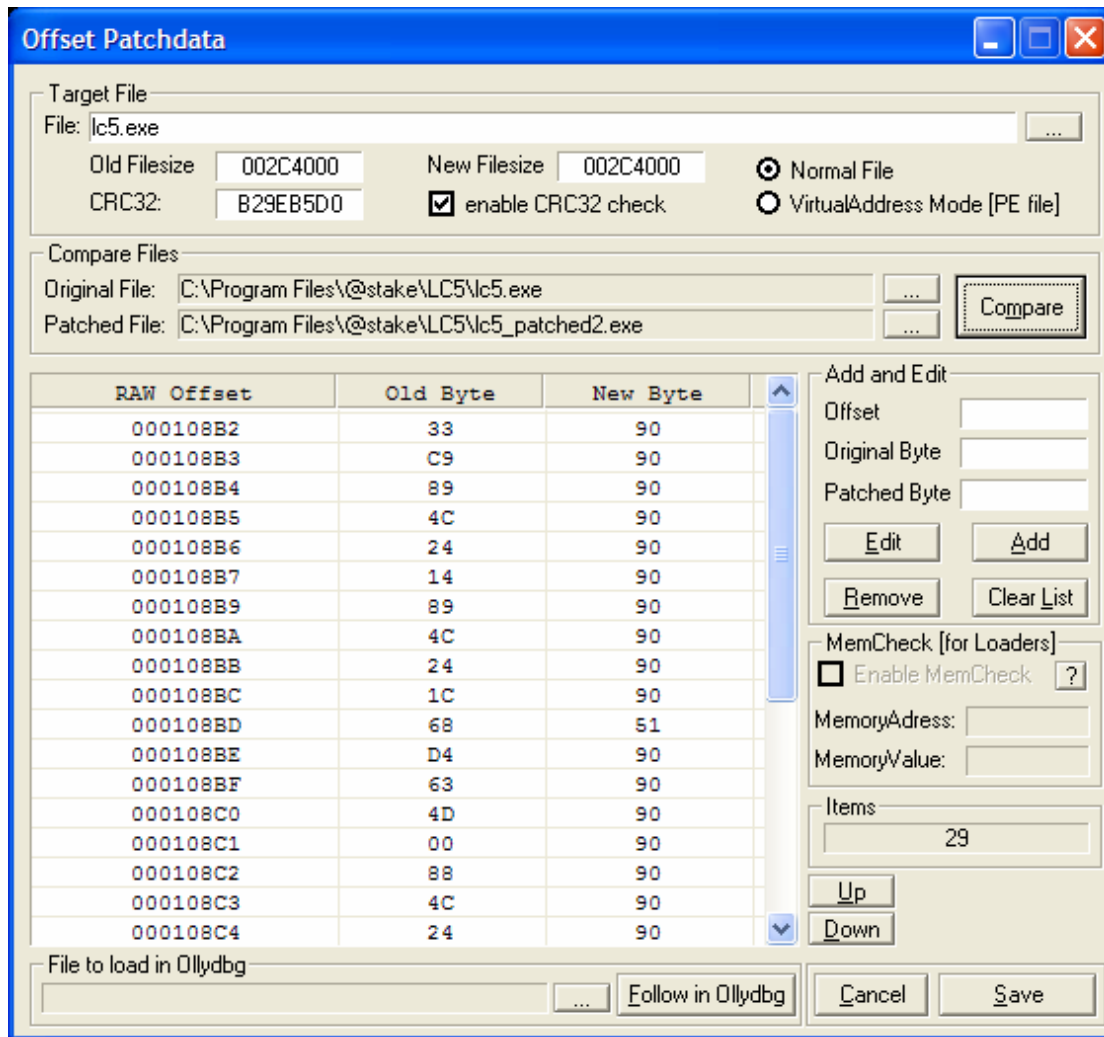 Offset Patchdata
Target File
File: lc5.exe ...
Old Filesize 002C4000 New Filesize 002C4000 Normal File
CRC32: B29EB5D0 enable CRC32 check VirtualAddress Mode [PE file]
Compare Files
Original File: C:\Program Files\@stake\LC5\lc5.exe ...
Patched File: C:\Program Files\@stake\LC5\lc5_patched2.exe ...
Compare
RAW Offset Old Byte New Byte
000108B2 33 90
000108B3 C9 90
000108B4 89 90
000108B5 4C 90
000108B6 24 90
000108B7 14 90
000108B9 89 90
000108BA 4C 90
000108BB 24 90
000108BC 1C 90
000108BD 68 51
000108BE D4 90
000108BF 63 90
000108C0 4D 90
000108C1 00 90
000108C2 88 90
000108C3 4C 90
000108C4 24 90
Add and Edit
Offset
Original Byte
Patched Byte
Edit Add
Remove Clear List
MemCheck [for Loaders]
Enable MemCheck ?
MemoryAdress:
MemoryValue:
Items
29
Up
Down
File to load in Ollydbg
... Follow in Ollydbg
Cancel Save